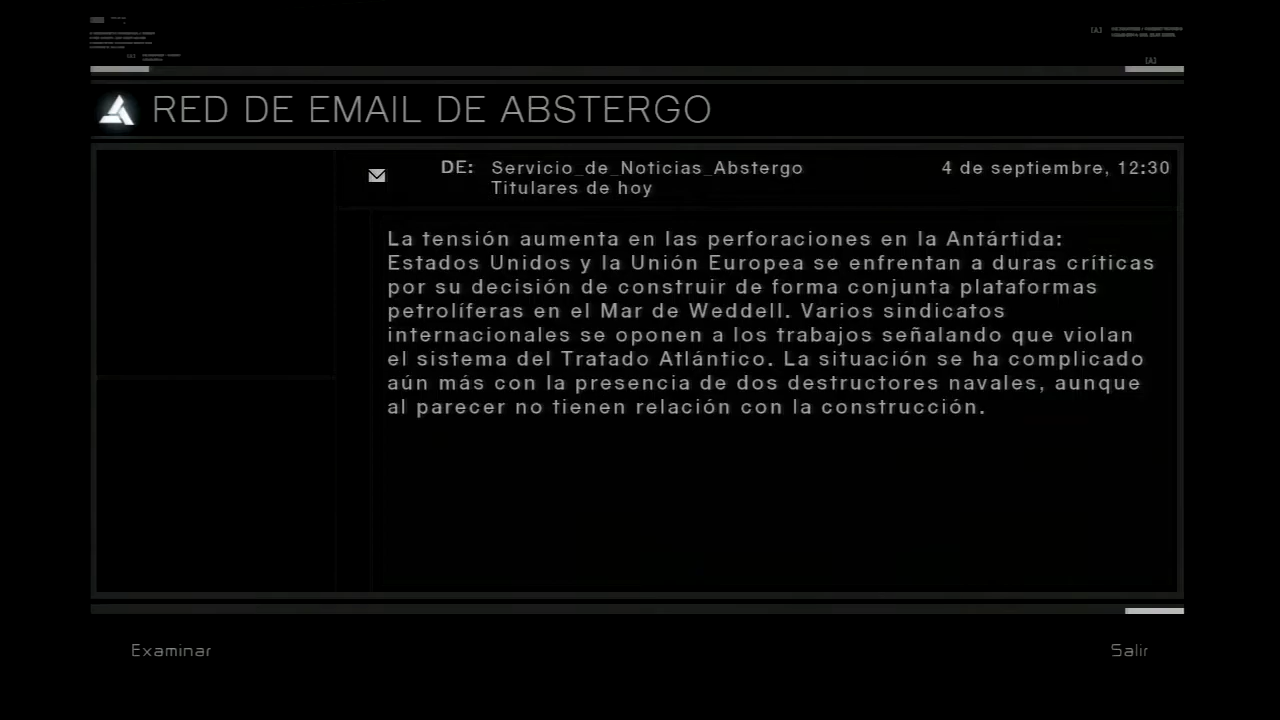 RED DE EMAIL DE ABSTERGO
DE: Servicio_de_Noticias_Abstergo 4 de septiembre, 12:30
Titulares de hoy
La tensión aumenta en las perforaciones en la Antártida:
Estados Unidos y la Unión Europea se enfrentan a duras críticas
por su decisión de construir de forma conjunta plataformas
petrolíferas en el Mar de Weddell. Varios sindicatos
internacionales se oponen a los trabajos señalando que violan
el sistema del Tratado Atlántico. La situación se ha complicado
aún más con la presencia de dos destructores navales, aunque
al parecer no tienen relación con la construcción.
Examinar Salir